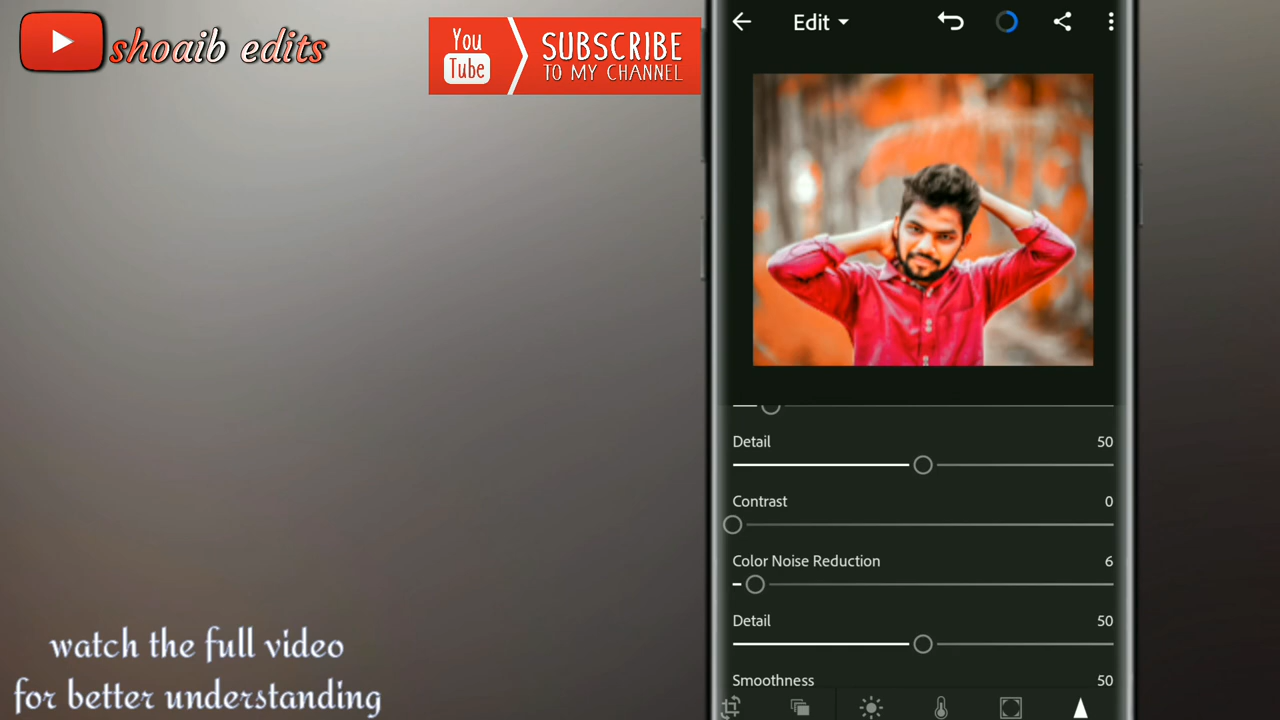 shoaib edits
You
Tube
SUBSCRIBE
TO MY CHANNEL
Edit
Detail 50
Contrast 0
Color Noise Reduction 6
Detail 50
Smoothness 50
watch the full video
for better understanding